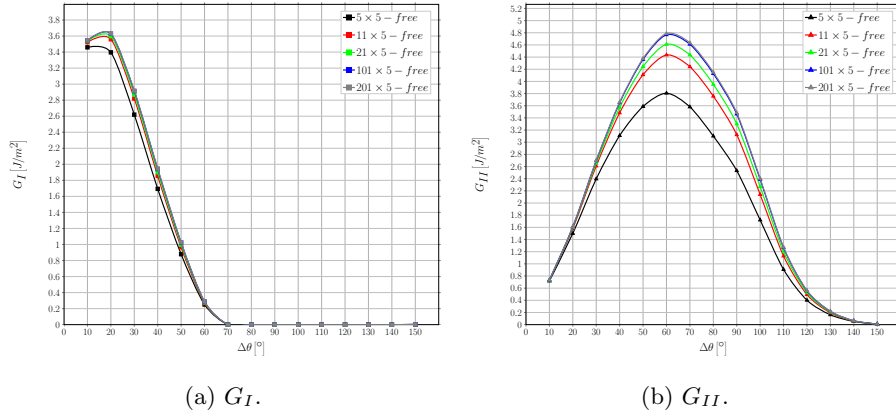 3.8
3.6
3.4
3.2
3
2.8
2.6
2.4
2.2
2
1.8
1.6
1.4
1.2
1
0.8
0.6
0.4
0.2
0
G_I [J/m²]
10 20 30 40 50 60 70 80 90 100 110 120 130 140 150
Δθ [°]
5 × 5 − free
11 × 5 − free
21 × 5 − free
101 × 5 − free
201 × 5 − free
(a) G_I.
5.2
5
4.8
4.6
4.4
4.2
4
3.8
3.6
3.4
3.2
3
2.8
2.6
2.4
2.2
2
1.8
1.6
1.4
1.2
1
0.8
0.6
0.4
0.2
0
G_II [J/m²]
10 20 30 40 50 60 70 80 90 100 110 120 130 140 150
Δθ [°]
5 × 5 − free
11 × 5 − free
21 × 5 − free
101 × 5 − free
201 × 5 − free
(b) G_II.